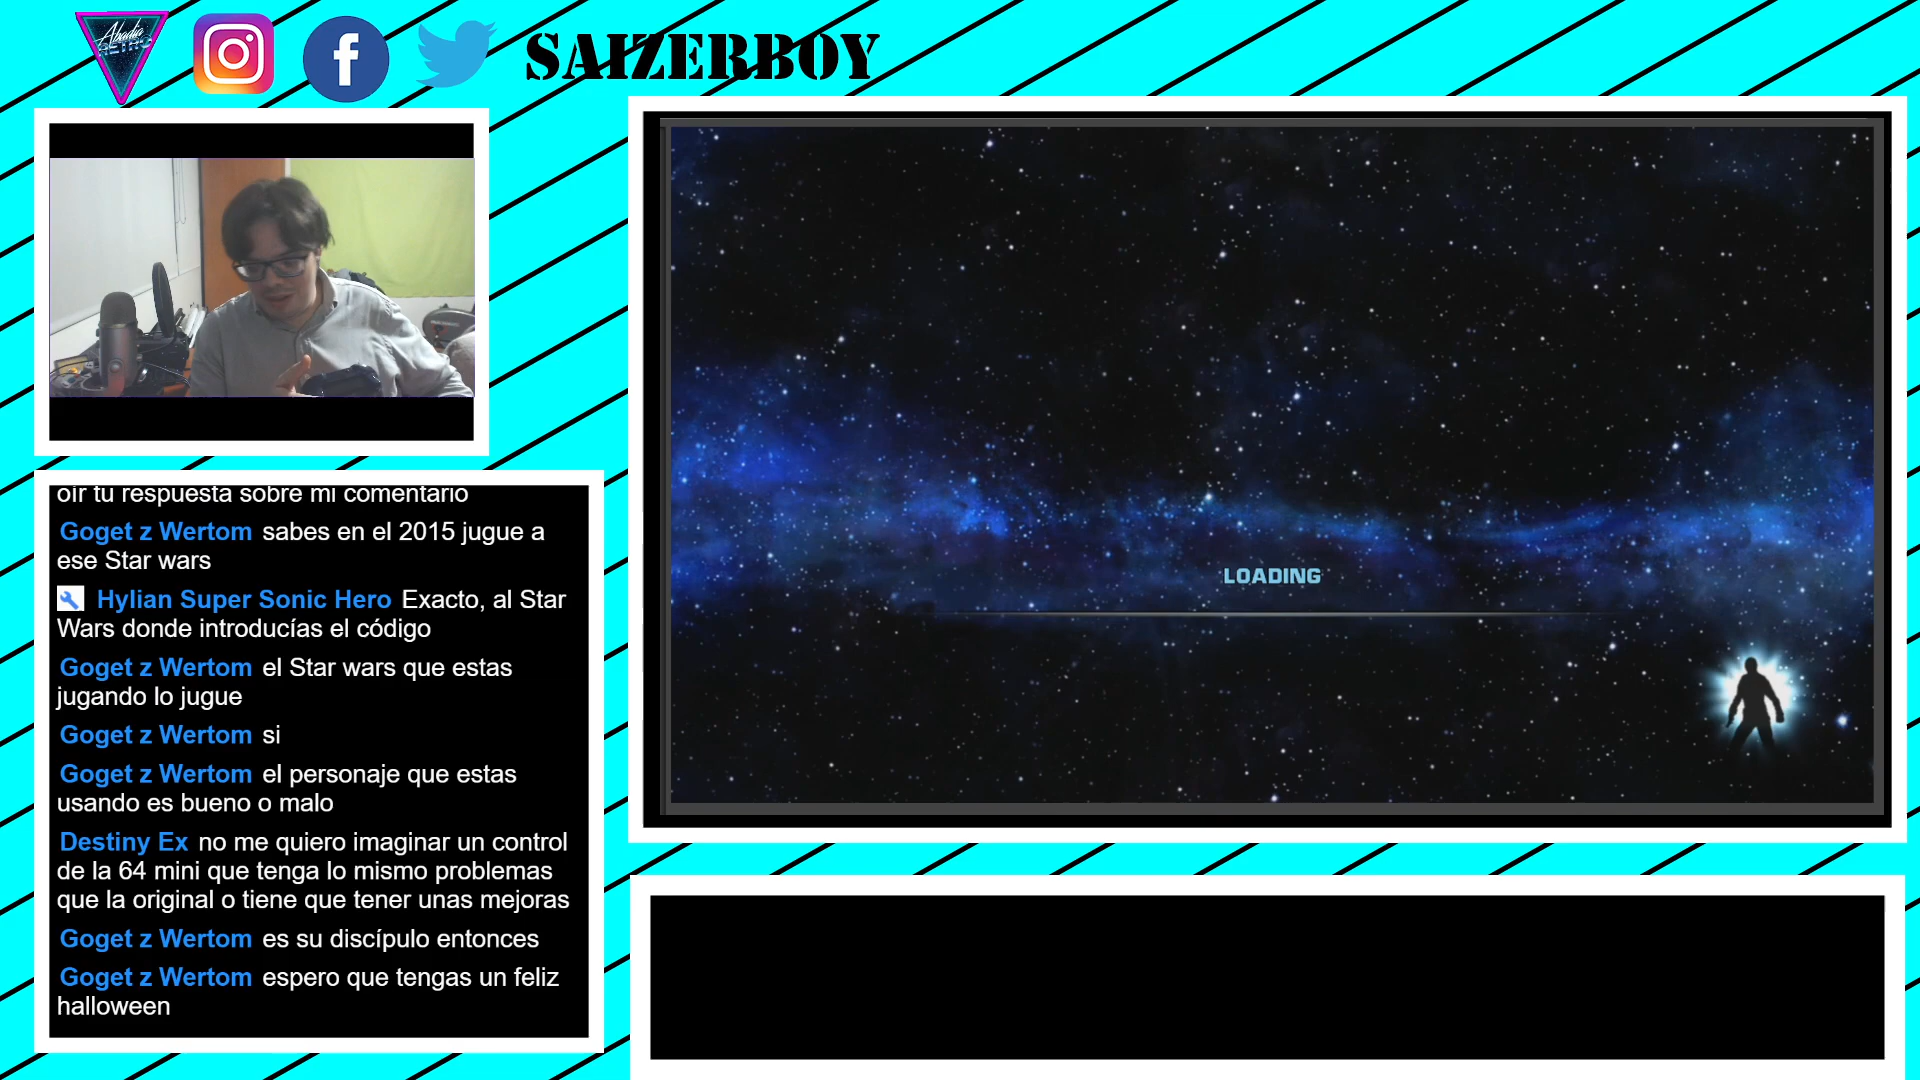 Abadia
RETRO
SAIZERBOY
oír tu respuesta sobre mi comentario
Goget z Wertom sabes en el 2015 jugue a
ese Star wars
Hylian Super Sonic Hero Exacto, al Star
Wars donde introducías el código
Goget z Wertom el Star wars que estas
jugando lo jugue
Goget z Wertom si
Goget z Wertom el personaje que estas
usando es bueno o malo
Destiny Ex no me quiero imaginar un control
de la 64 mini que tenga lo mismo problemas
que la original o tiene que tener unas mejoras
Goget z Wertom es su discípulo entonces
Goget z Wertom espero que tengas un feliz
halloween
LOADING